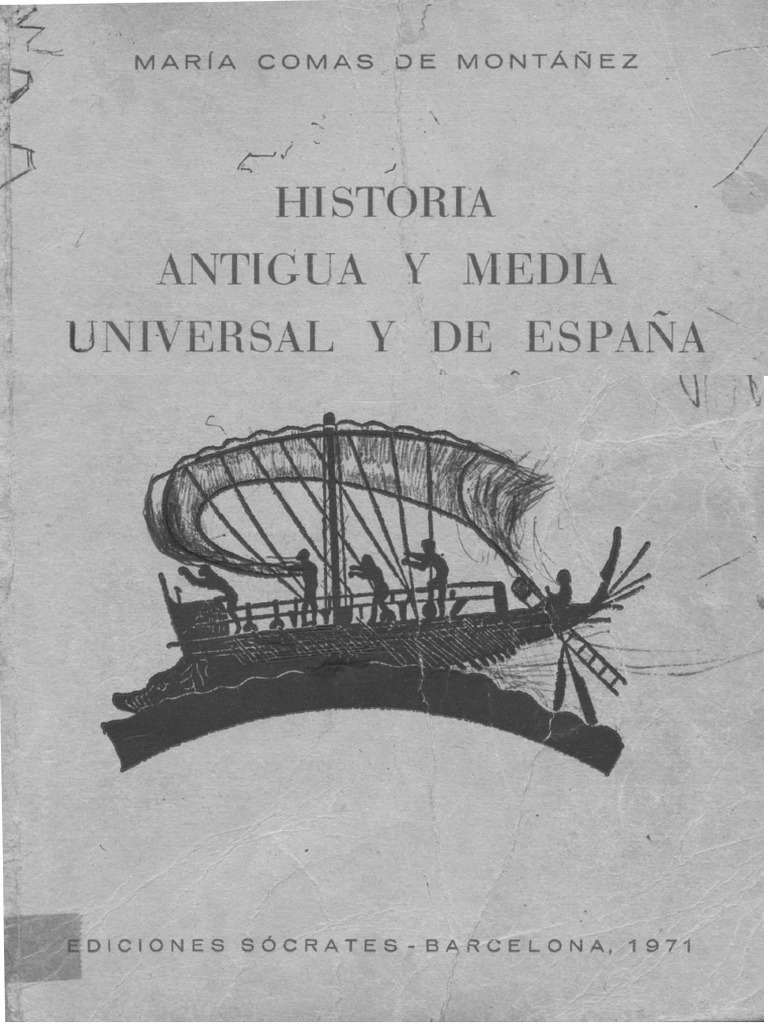 MARÍA COMAS DE MONTÁÑEZ
HISTORIA
ANTIGUA Y MEDIA
UNIVERSAL Y DE ESPAÑA
EDICIONES SÓCRATES - BARCELONA, 1971